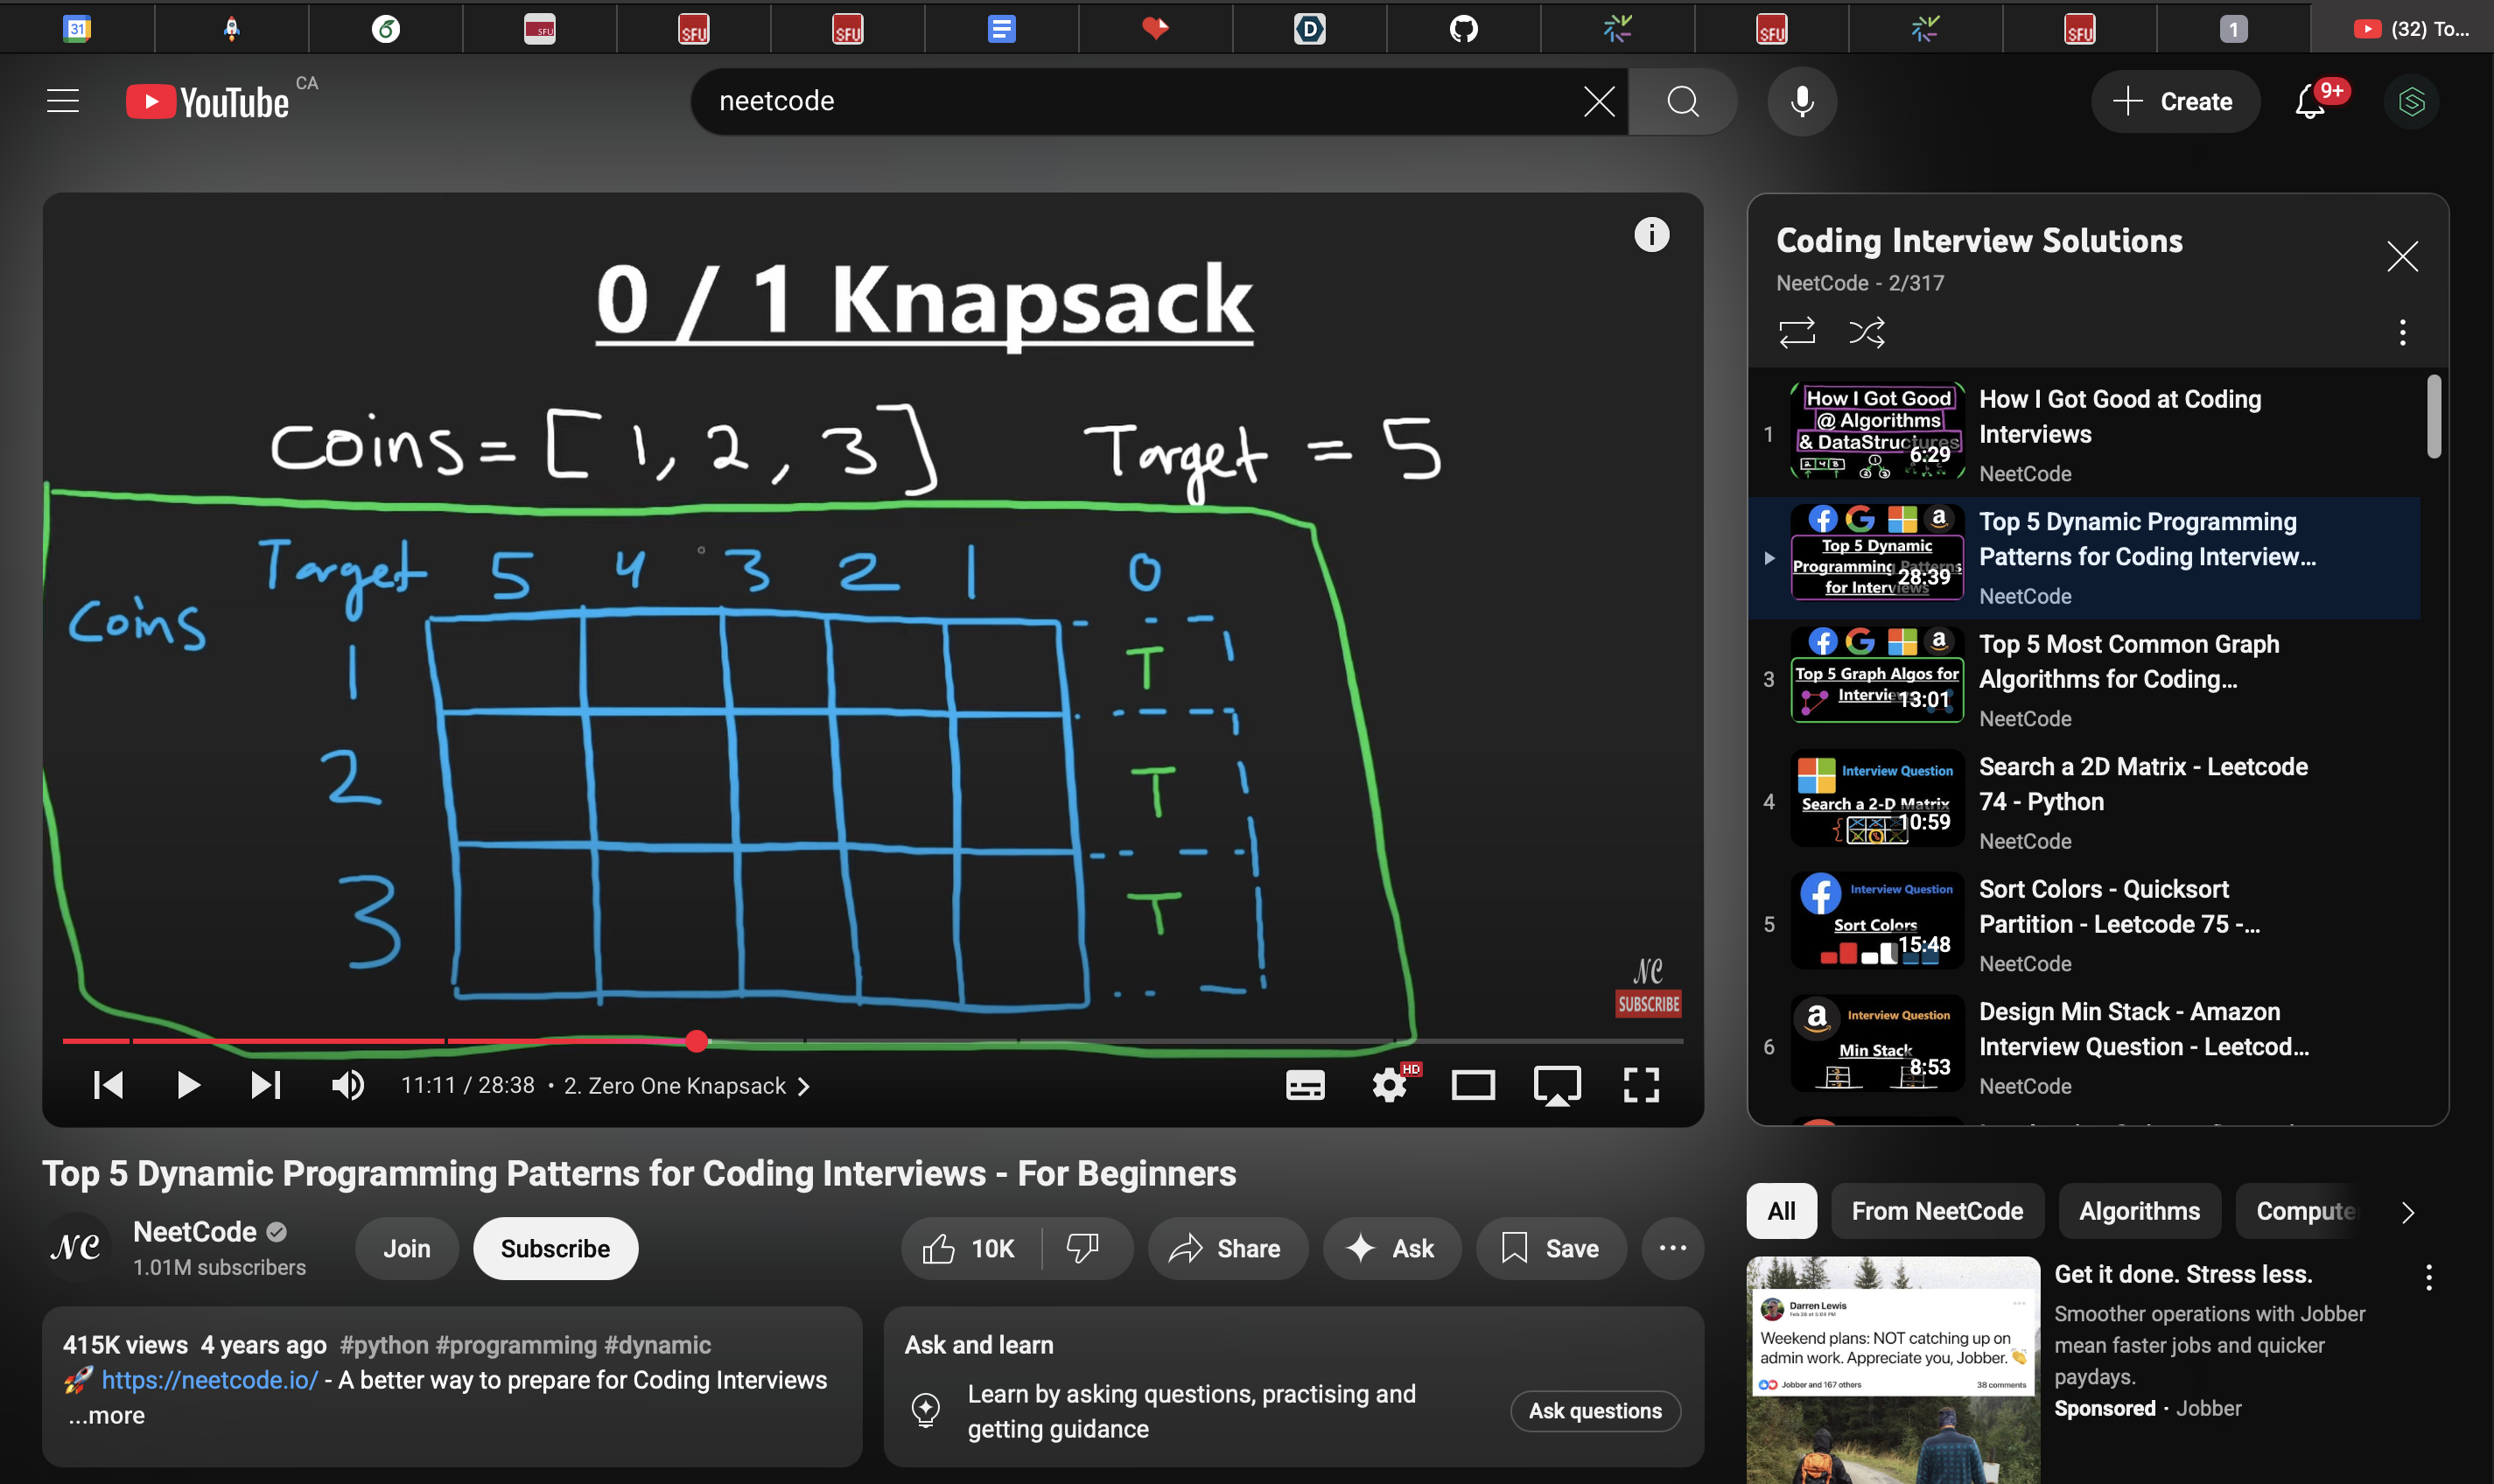 31
SFU
SFU
SFU
D
SFU
SFU
1
(32) To...
YouTube CA
neetcode
Create
9+
0 / 1 Knapsack
Coins = [ 1, 2, 3 ] Target = 5
Target 5 4 3 2 1 0
Coins
1 T
2 T
3 T
NC
SUBSCRIBE
11:11 / 28:38 • 2. Zero One Knapsack
HD
Top 5 Dynamic Programming Patterns for Coding Interviews - For Beginners
NC
NeetCode
1.01M subscribers
Join
Subscribe
10K
Share
Ask
Save
415K views 4 years ago #python #programming #dynamic
https://neetcode.io/ - A better way to prepare for Coding Interviews
...more
Ask and learn
Learn by asking questions, practising and
getting guidance
Ask questions
Coding Interview Solutions
NeetCode - 2/317
1
How I Got Good
@ Algorithms
& DataStructures
6:29
How I Got Good at Coding
Interviews
NeetCode
Top 5 Dynamic
Programming Patterns
for Interviews
28:39
Top 5 Dynamic Programming
Patterns for Coding Interview...
NeetCode
3
Top 5 Graph Algos for
Interviews
13:01
Top 5 Most Common Graph
Algorithms for Coding...
NeetCode
4
Interview Question
Search a 2-D Matrix
10:59
Search a 2D Matrix - Leetcode
74 - Python
NeetCode
5
Interview Question
Sort Colors
15:48
Sort Colors - Quicksort
Partition - Leetcode 75 -...
NeetCode
6
Interview Question
Min Stack
8:53
Design Min Stack - Amazon
Interview Question - Leetcod...
NeetCode
All
From NeetCode
Algorithms
Compute
Darren Lewis
Weekend plans: NOT catching up on
admin work. Appreciate you, Jobber.
Jobber and 167 others
38 comments
Get it done. Stress less.
Smoother operations with Jobber
mean faster jobs and quicker
paydays.
Sponsored · Jobber